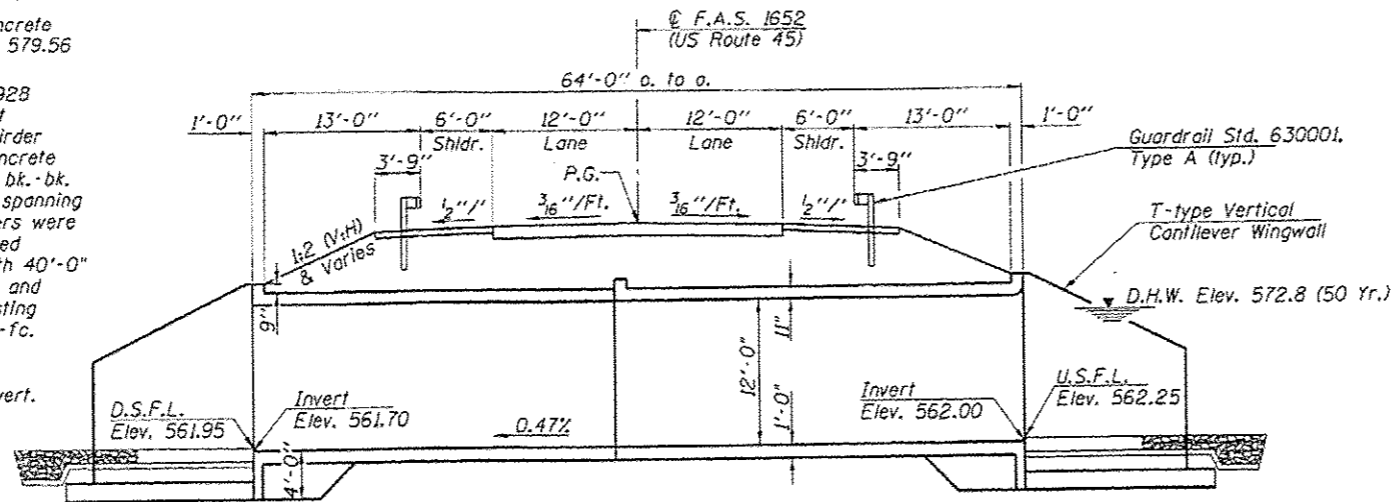 ncrete
579.56
928
t
irder
ncrete
bk.-bk.
spanning
ers were
ed
th 40'-0"
and
sting
-fc.
vert.
℄ F.A.S. 1652
(US Route 45)
64'-0" o. to o.
1'-0" 13'-0" 6'-0" 12'-0" 12'-0" 6'-0" 13'-0" 1'-0"
Shldr. Lane Lane Shldr.
3'-9" 3'-9"
Guardrail Std. 630001,
Type A (typ.)
P.G.
1/2"/' 3/16"/Ft. 3/16"/Ft. 1/2"/'
T-type Vertical
Cantilever Wingwall
1:2 (V:H)
& Varies
D.H.W. Elev. 572.8 (50 Yr.)
9"
11"
12'-0"
1'-0"
D.S.F.L.
Elev. 561.95
Invert
Elev. 561.70
0.47%
Invert
Elev. 562.00
U.S.F.L.
Elev. 562.25
4'-0"